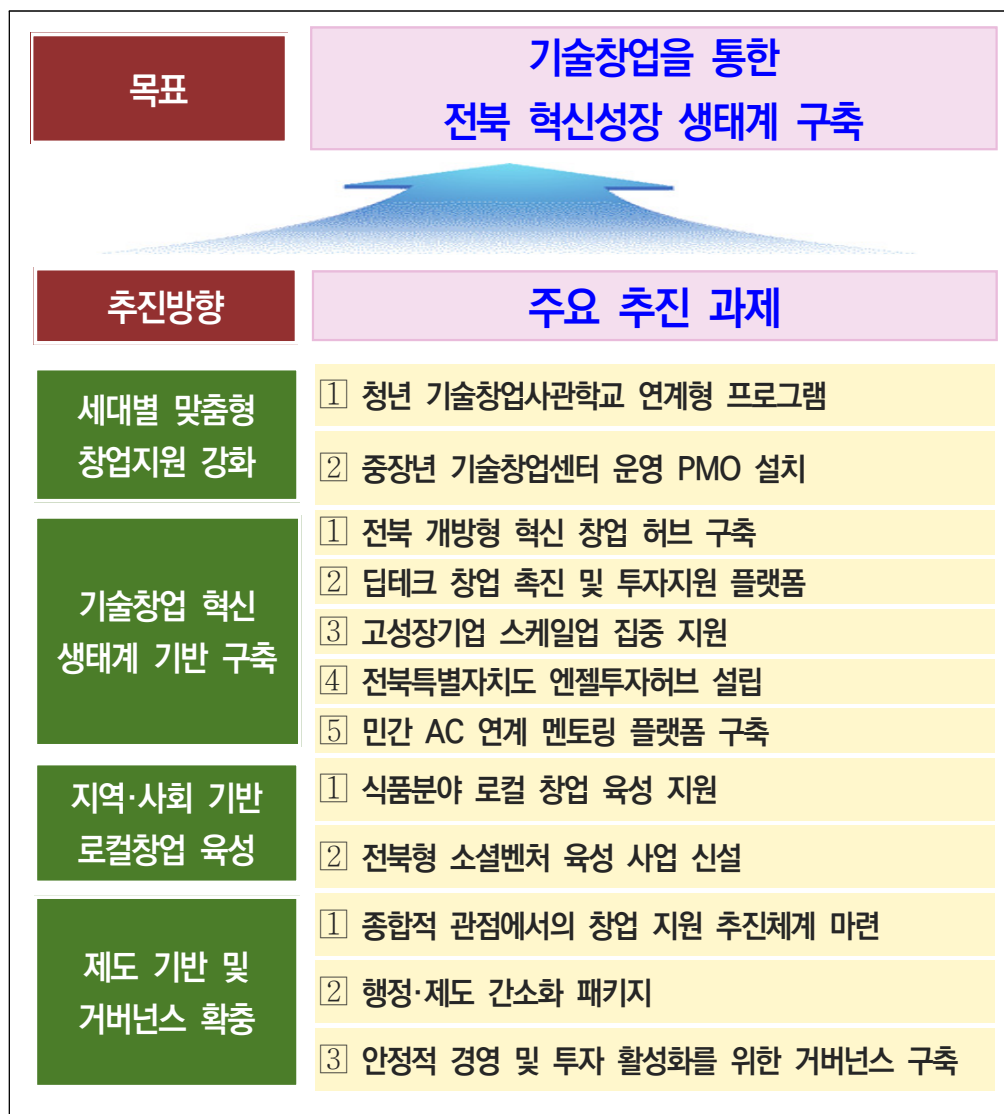 목표
기술창업을 통한
전북 혁신성장 생태계 구축
추진방향
주요 추진 과제
세대별 맞춤형
창업지원 강화
1 청년 기술창업사관학교 연계형 프로그램
2 중장년 기술창업센터 운영 PMO 설치
기술창업 혁신
생태계 기반 구축
1 전북 개방형 혁신 창업 허브 구축
2 딥테크 창업 촉진 및 투자지원 플랫폼
3 고성장기업 스케일업 집중 지원
4 전북특별자치도 엔젤투자허브 설립
5 민간 AC 연계 멘토링 플랫폼 구축
지역·사회 기반
로컬창업 육성
1 식품분야 로컬 창업 육성 지원
2 전북형 소셜벤처 육성 사업 신설
제도 기반 및
거버넌스 확충
1 종합적 관점에서의 창업 지원 추진체계 마련
2 행정·제도 간소화 패키지
3 안정적 경영 및 투자 활성화를 위한 거버넌스 구축